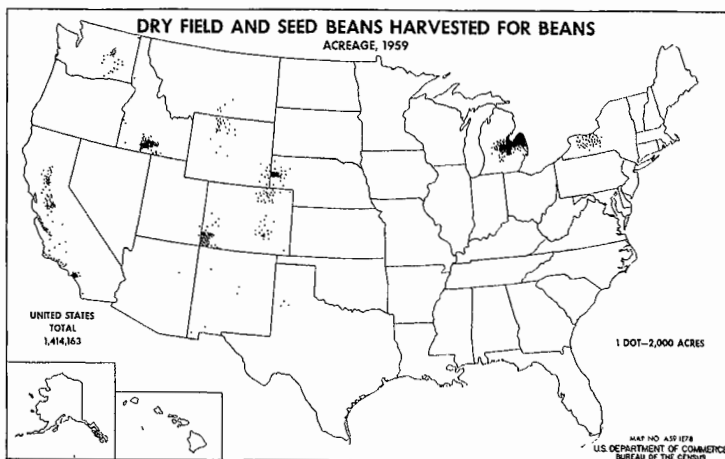 DRY FIELD AND SEED BEANS HARVESTED FOR BEANS
ACREAGE, 1959
UNITED STATES
TOTAL
1,414,163
1 DOT—2,000 ACRES
MAP NO. A59 IE78
U.S. DEPARTMENT OF COMMERCE
BUREAU OF THE CENSUS